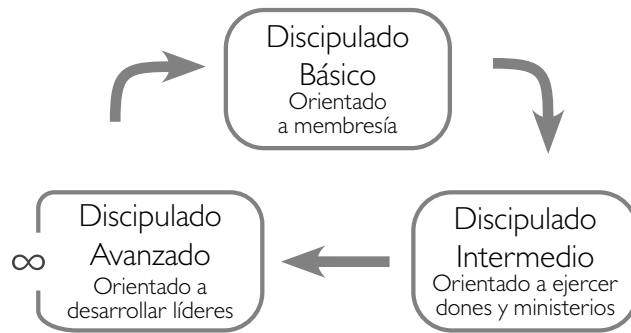 Discipulado
Básico
Orientado
a membresía
Discipulado
Avanzado
Orientado a
desarrollar líderes
∞
Discipulado
Intermedio
Orientado a ejercer
dones y ministerios